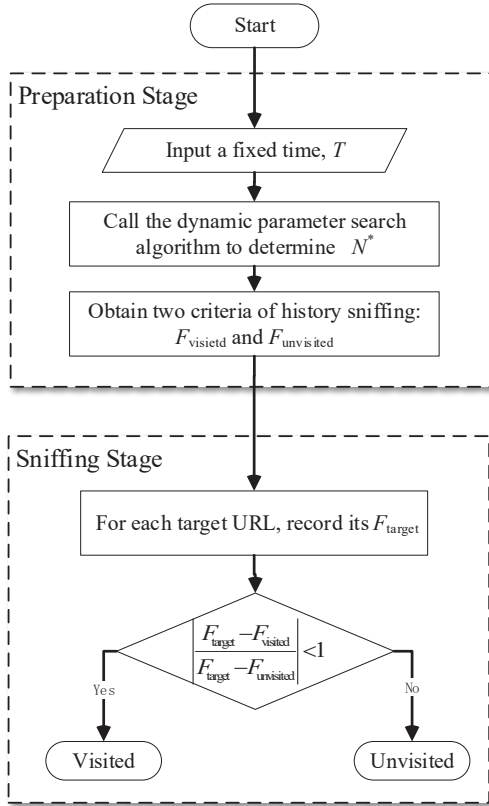 Start
Preparation Stage
Input a fixed time, T
Call the dynamic parameter search
algorithm to determine N*
Obtain two criteria of history sniffing:
F_visietd and F_unvisited
Sniffing Stage
For each target URL, record its F_target
|(F_target − F_visited)/(F_target − F_unvisited)| < 1
Yes
No
Visited
Unvisited